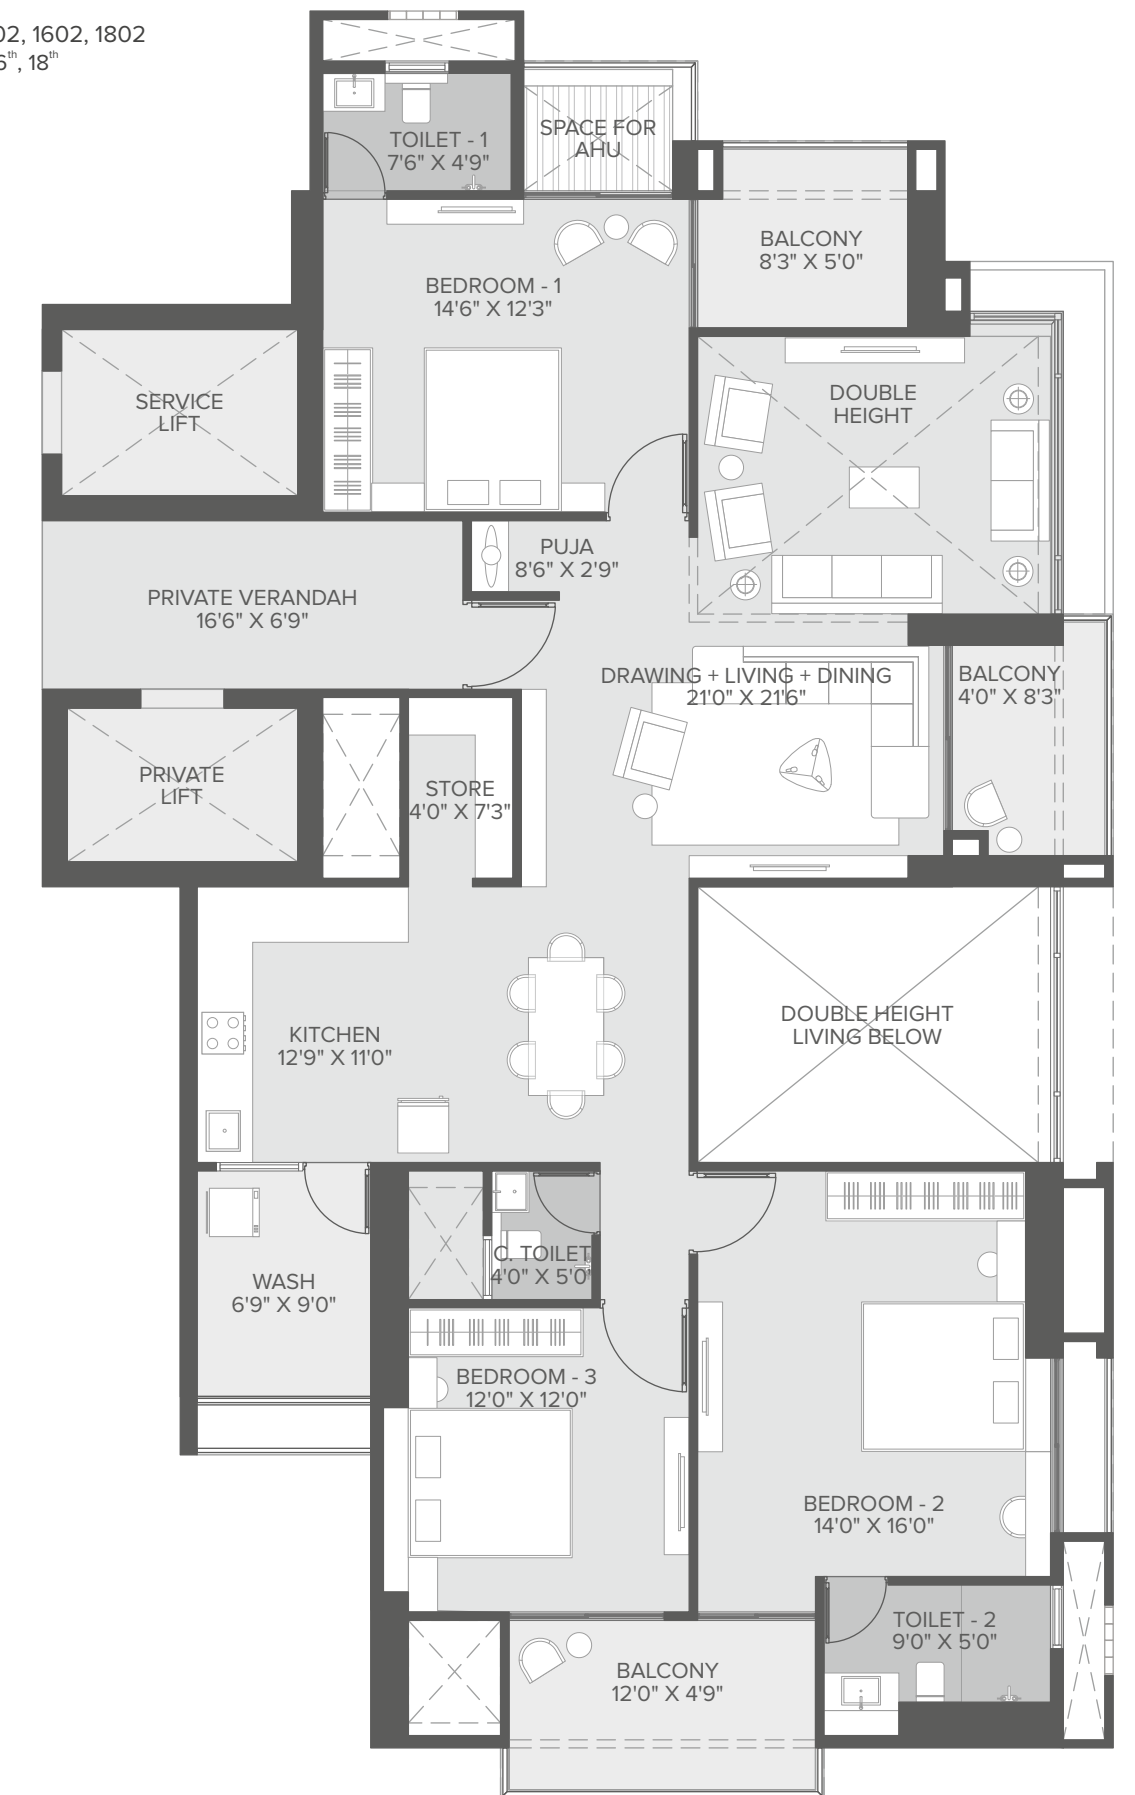 02, 1602, 1802
6th, 18th
TOILET - 1
7'6" X 4'9"
SPACE FOR
AHU
BALCONY
8'3" X 5'0"
BEDROOM - 1
14'6" X 12'3"
SERVICE
LIFT
DOUBLE
HEIGHT
PUJA
8'6" X 2'9"
PRIVATE VERANDAH
16'6" X 6'9"
DRAWING + LIVING + DINING
21'0" X 21'6"
BALCONY
4'0" X 8'3"
PRIVATE
LIFT
STORE
4'0" X 7'3"
DOUBLE HEIGHT
LIVING BELOW
KITCHEN
12'9" X 11'0"
C. TOILET
4'0" X 5'0"
WASH
6'9" X 9'0"
BEDROOM - 3
12'0" X 12'0"
BEDROOM - 2
14'0" X 16'0"
TOILET - 2
9'0" X 5'0"
BALCONY
12'0" X 4'9"